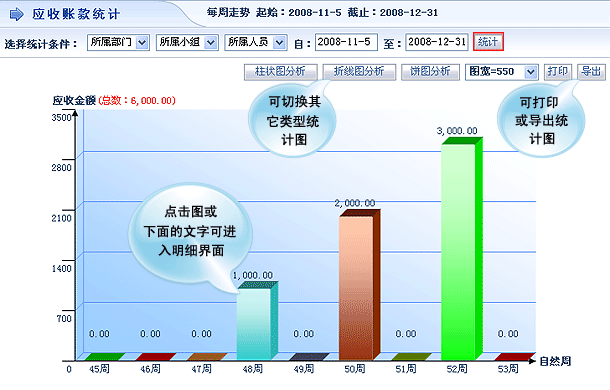 应收账款统计
每周走势 起始：2008-11-5 截止：2008-12-31
选择统计条件： 所属部门 所属小组 所属人员 自：2008-11-5 至：2008-12-31 统计
柱状图分析 折线图分析 饼图分析 图宽=550 打印 导出
可切换其
它类型统
计图
可打印
或导出统
计图
应收金额(总数：6,000.00)
3500
2800
2100
1400
700
0
点击图或
下面的文字可进
入明细界面
0.00 0.00 0.00 1,000.00 0.00 2,000.00 0.00 3,000.00 0.00
45周 46周 47周 48周 49周 50周 51周 52周 53周
自然周